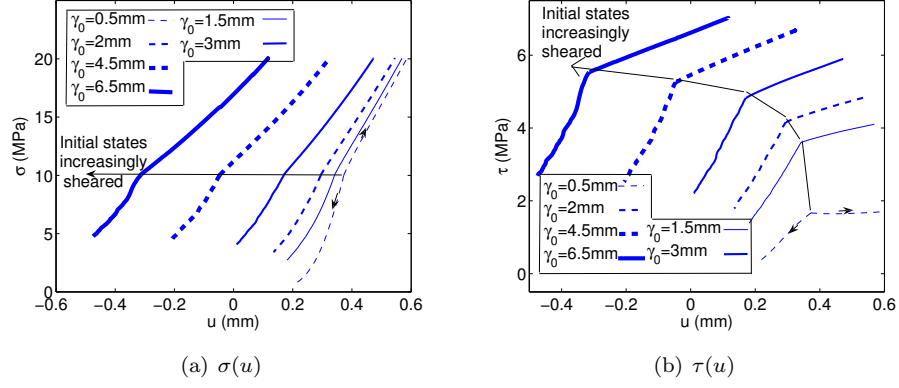 γ0=0.5mm
γ0=2mm
γ0=4.5mm
γ0=6.5mm
γ0=1.5mm
γ0=3mm
Initial states
increasingly
sheared
25
20
15
10
5
0
σ (MPa)
−0.6 −0.4 −0.2 0 0.2 0.4 0.6
u (mm)
(a) σ(u)
Initial states
increasingly
sheared
γ0=0.5mm
γ0=2mm
γ0=4.5mm
γ0=6.5mm
γ0=1.5mm
γ0=3mm
6
4
2
0
τ (MPa)
−0.4 −0.2 0 0.2 0.4 0.6
u (mm)
(b) τ(u)